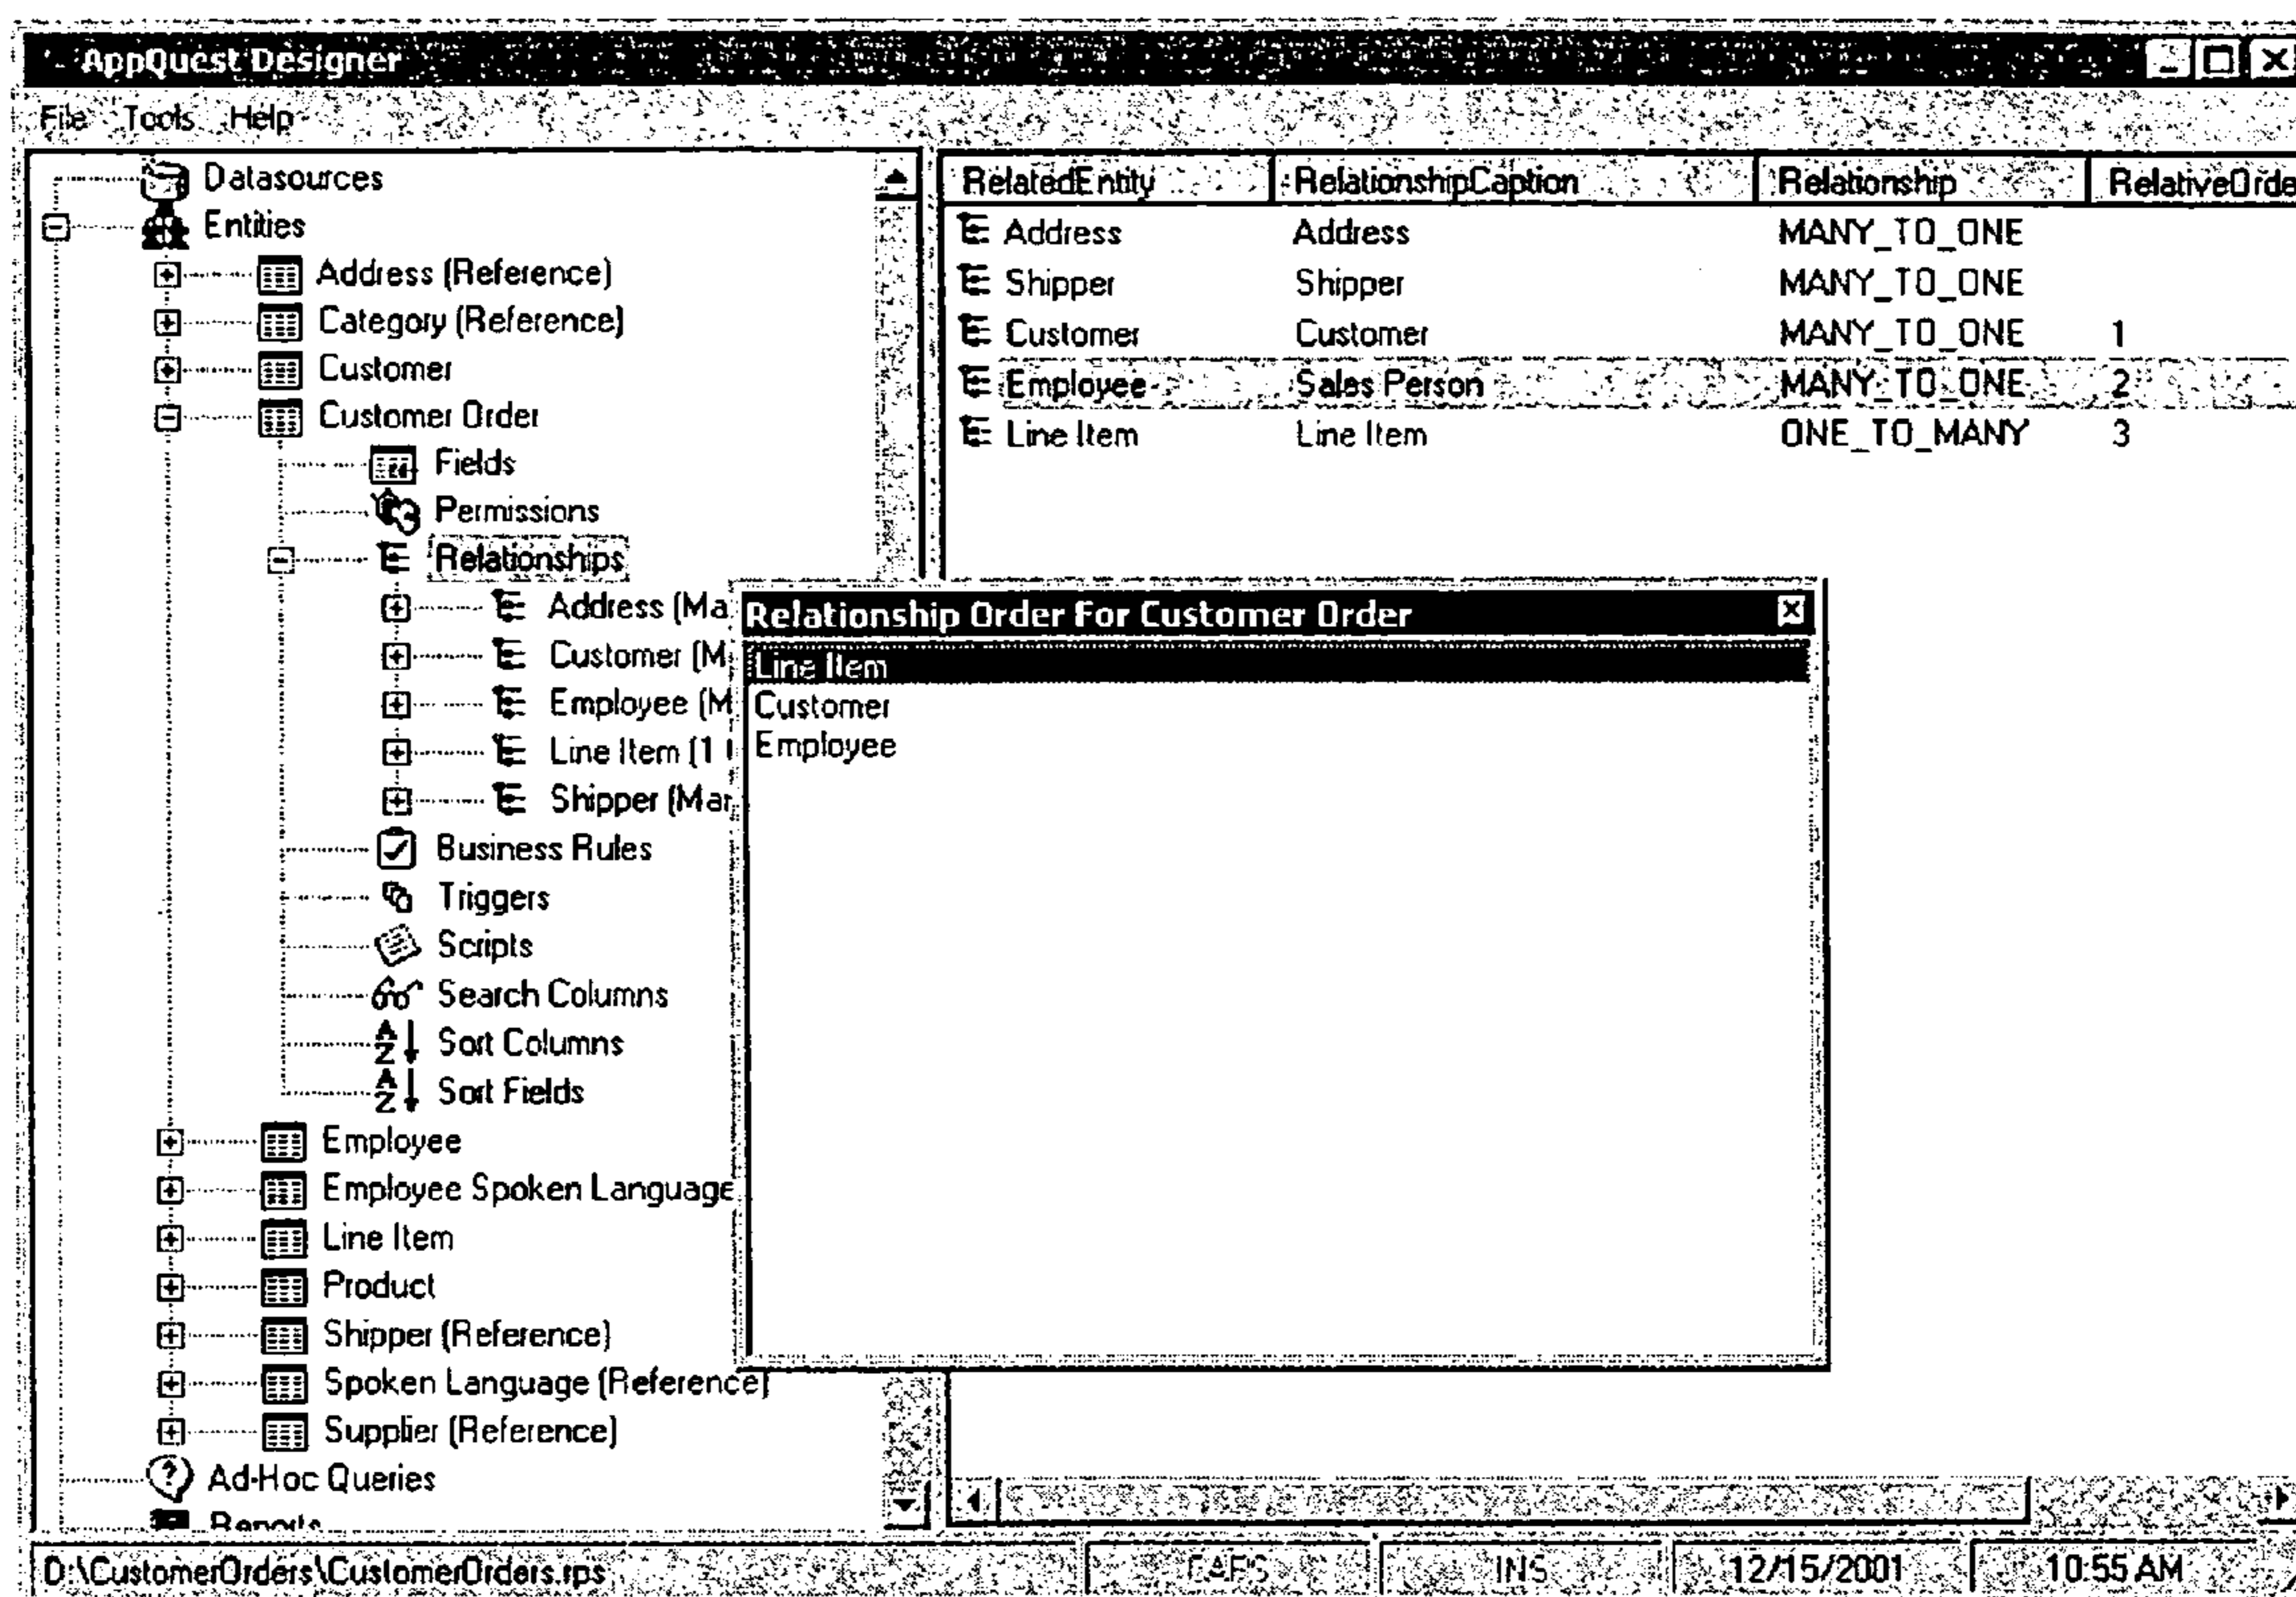 AppQuest Designer
File Tools Help
Datasources
Entities
Address (Reference)
Category (Reference)
Customer
Customer Order
Fields
Permissions
Relationships
Address (Ma
Customer (M
Employee (M
Line Item (1
Shipper (Mar
Business Rules
Triggers
Scripts
Search Columns
Sort Columns
Sort Fields
Employee
Employee Spoken Language
Line Item
Product
Shipper (Reference)
Spoken Language (Reference)
Supplier (Reference)
Ad-Hoc Queries
Reports
RelatedEntity RelationshipCaption Relationship RelativeOrde
Address Address MANY_TO_ONE
Shipper Shipper MANY_TO_ONE
Customer Customer MANY_TO_ONE 1
Employee Sales Person MANY_TO_ONE 2
Line Item Line Item ONE_TO_MANY 3
Relationship Order For Customer Order
Line Item
Customer
Employee
D:\CustomerOrders\CustomerOrders.rps CAPS INS 12/15/2001 10:55 AM